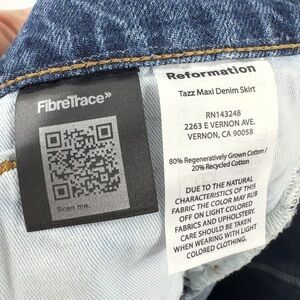 FibreTrace»
Scan me.
Reformation
Tazz Maxi Denim Skirt
RN143248
2263 E VERNON AVE.
VERNON, CA 90058
80% Regeneratively Grown Cotton /
20% Recycled Cotton
DUE TO THE NATURAL
CHARACTERISTICS OF THIS
FABRIC THE COLOR MAY RUB
OFF ON LIGHT COLORED
FABRICS AND UPHOLSTERY.
CARE SHOULD BE TAKEN
WHEN WEARING WITH LIGHT
COLORED CLOTHING.